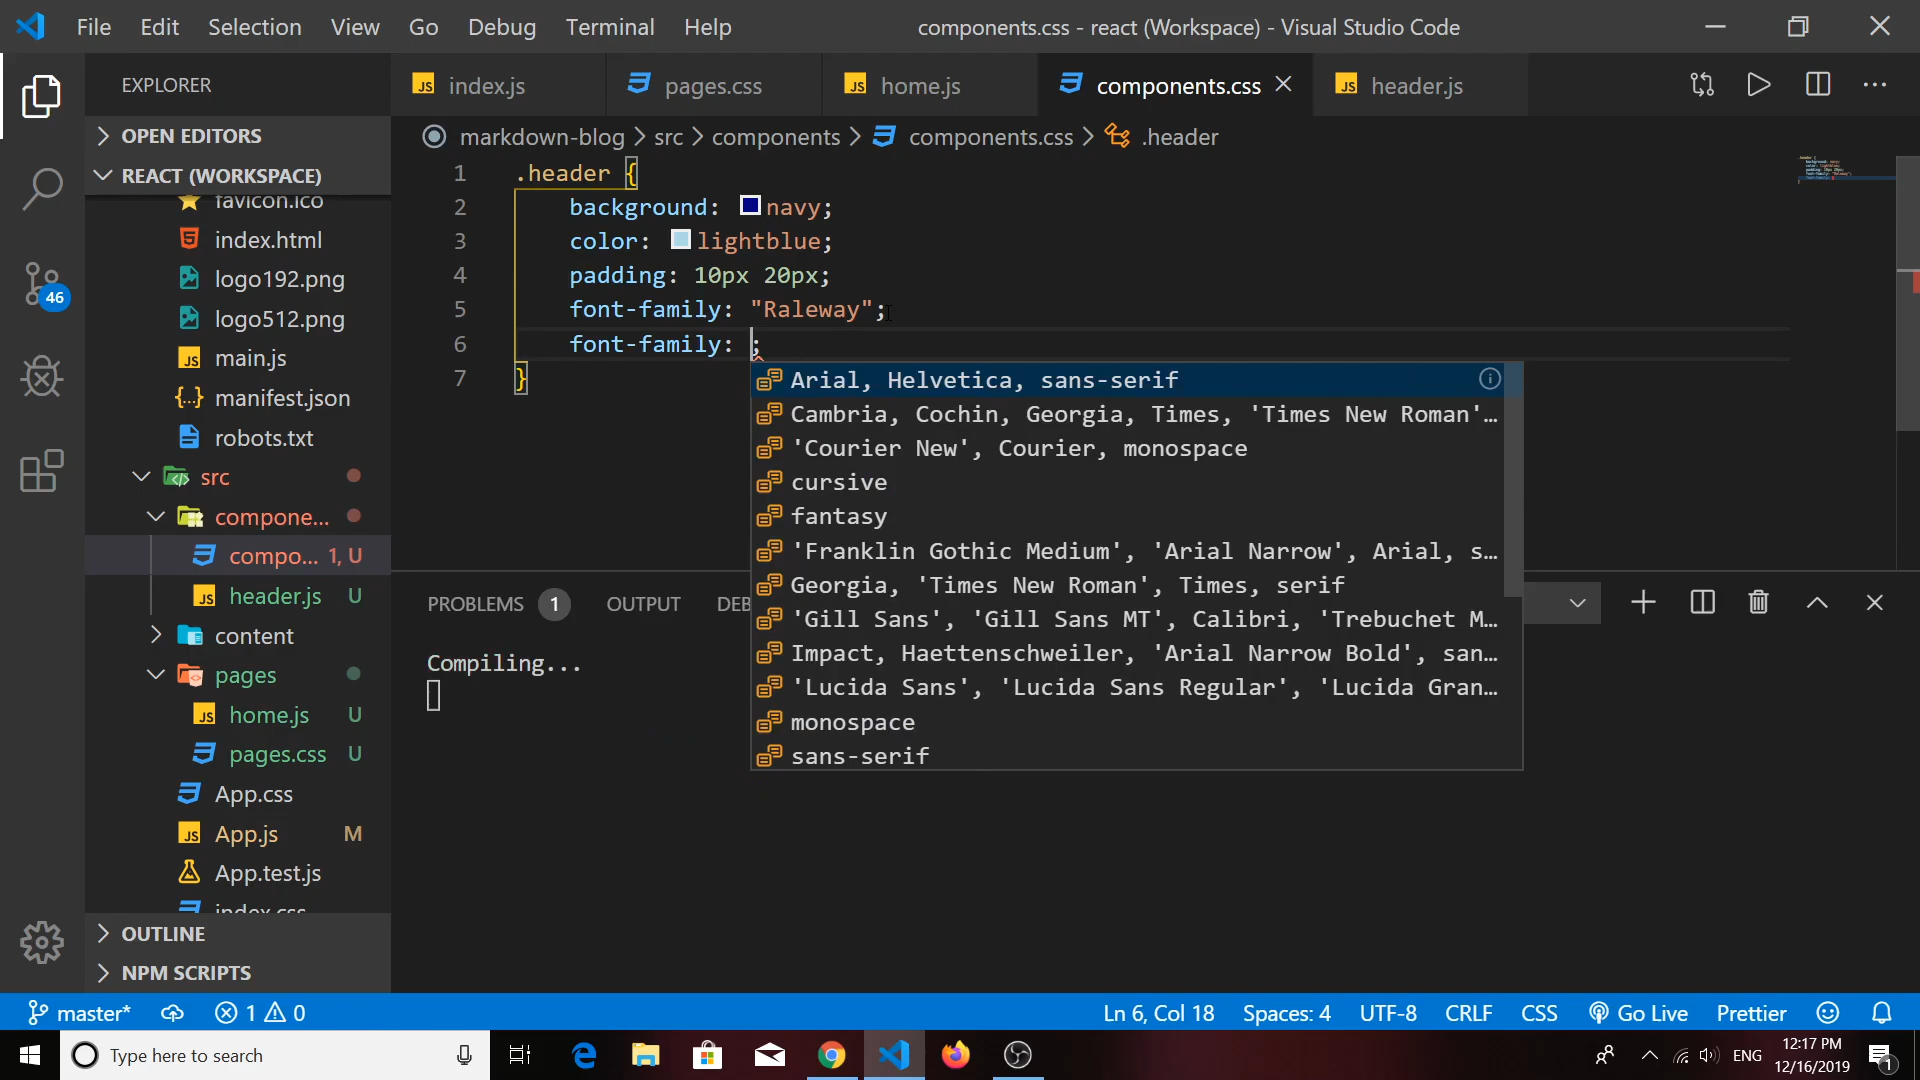 File Edit Selection View Go Debug Terminal Help
components.css - react (Workspace) - Visual Studio Code
EXPLORER
index.js
pages.css
home.js
components.css
header.js
OPEN EDITORS
REACT (WORKSPACE)
favicon.ico
index.html
logo192.png
logo512.png
JS main.js
{..} manifest.json
robots.txt
src
compone...
compo... 1, U
JS header.js U
content
pages
JS home.js U
pages.css U
App.css
JS App.js M
App.test.js
index.css
OUTLINE
NPM SCRIPTS
46
markdown-blog > src > components > components.css > .header
1 .header {
2 background: navy;
3 color: lightblue;
4 padding: 10px 20px;
5 font-family: "Raleway";
6 font-family: ;
7 }
Arial, Helvetica, sans-serif
Cambria, Cochin, Georgia, Times, 'Times New Roman'…
'Courier New', Courier, monospace
cursive
fantasy
'Franklin Gothic Medium', 'Arial Narrow', Arial, s…
Georgia, 'Times New Roman', Times, serif
'Gill Sans', 'Gill Sans MT', Calibri, 'Trebuchet M…
Impact, Haettenschweiler, 'Arial Narrow Bold', san…
'Lucida Sans', 'Lucida Sans Regular', 'Lucida Gran…
monospace
sans-serif
PROBLEMS 1 OUTPUT DEB
Compiling...
master* 1 0
Ln 6, Col 18 Spaces: 4 UTF-8 CRLF CSS Go Live Prettier
Type here to search
ENG
12:17 PM
12/16/2019
1